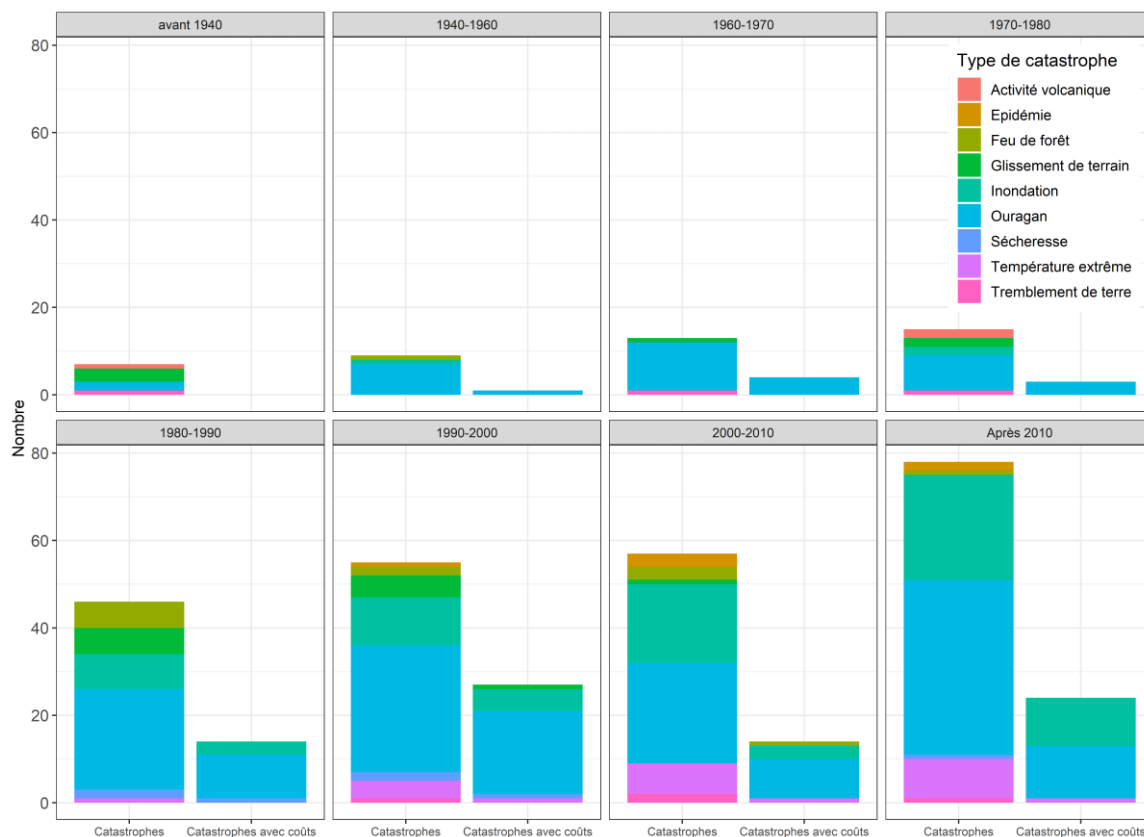 avant 1940
1940-1960
1960-1970
1970-1980
80
60
40
20
0
Type de catastrophe
Activité volcanique
Epidémie
Feu de forêt
Glissement de terrain
Inondation
Ouragan
Sécheresse
Température extrême
Tremblement de terre
Nombre
1980-1990
1990-2000
2000-2010
Après 2010
80
60
40
20
0
Catastrophes Catastrophes avec coûts
Catastrophes Catastrophes avec coûts
Catastrophes Catastrophes avec coûts
Catastrophes Catastrophes avec coûts